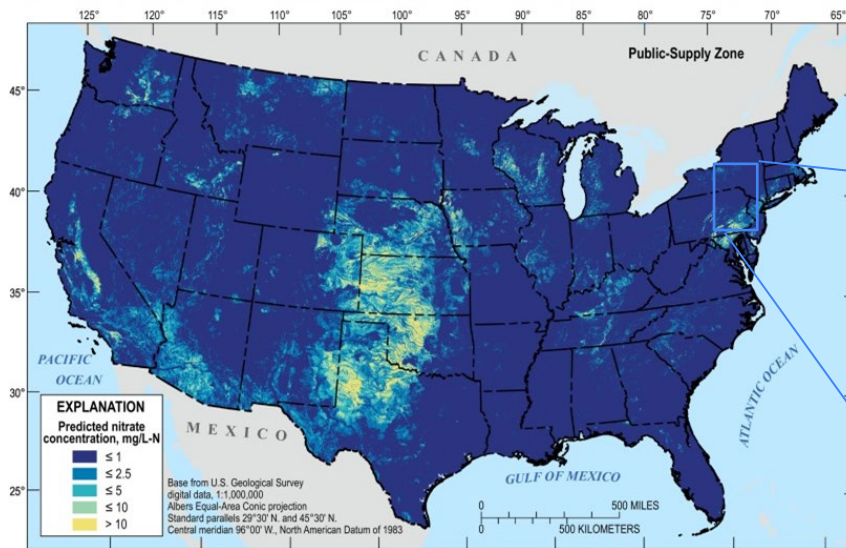 125° 120° 115° 110° 105° 100° 95° 90° 85° 80° 75° 70° 65°
CANADA
Public-Supply Zone
45°
40°
35°
30°
25°
PACIFIC
OCEAN
MEXICO
ATLANTIC OCEAN
GULF OF MEXICO
EXPLANATION
Predicted nitrate
concentration, mg/L-N
≤ 1
≤ 2.5
≤ 5
≤ 10
> 10
Base from U.S. Geological Survey
digital data, 1:1,000,000
Albers Equal-Area Conic projection
Standard parallels 29°30' N. and 45°30' N.
Central meridian 96°00' W., North American Datum of 1983
0 500 MILES
0 500 KILOMETERS